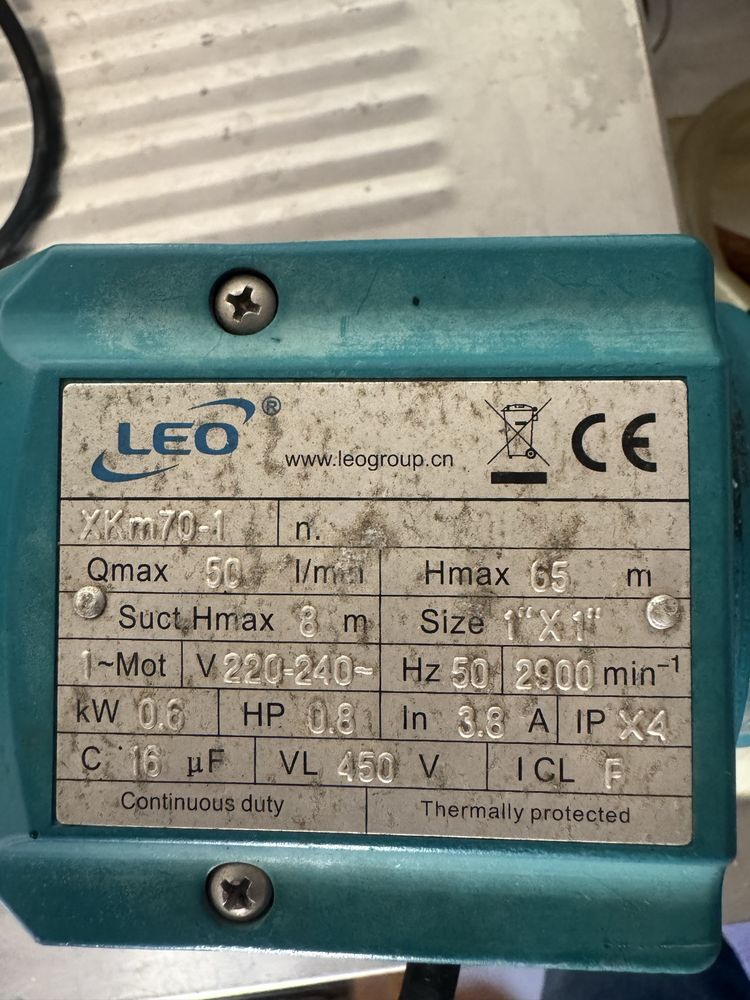 LEO®
www.leogroup.cn
CE
XKm70-1 n.
Qmax 50 l/min Hmax 65 m
Suct.Hmax 8 m Size 1"X1"
1~Mot V 220-240~ Hz 50 2900 min⁻¹
kW 0.6 HP 0.8 In 3.8 A IP X4
C 16 µF VL 450 V I CL F
Continuous duty Thermally protected